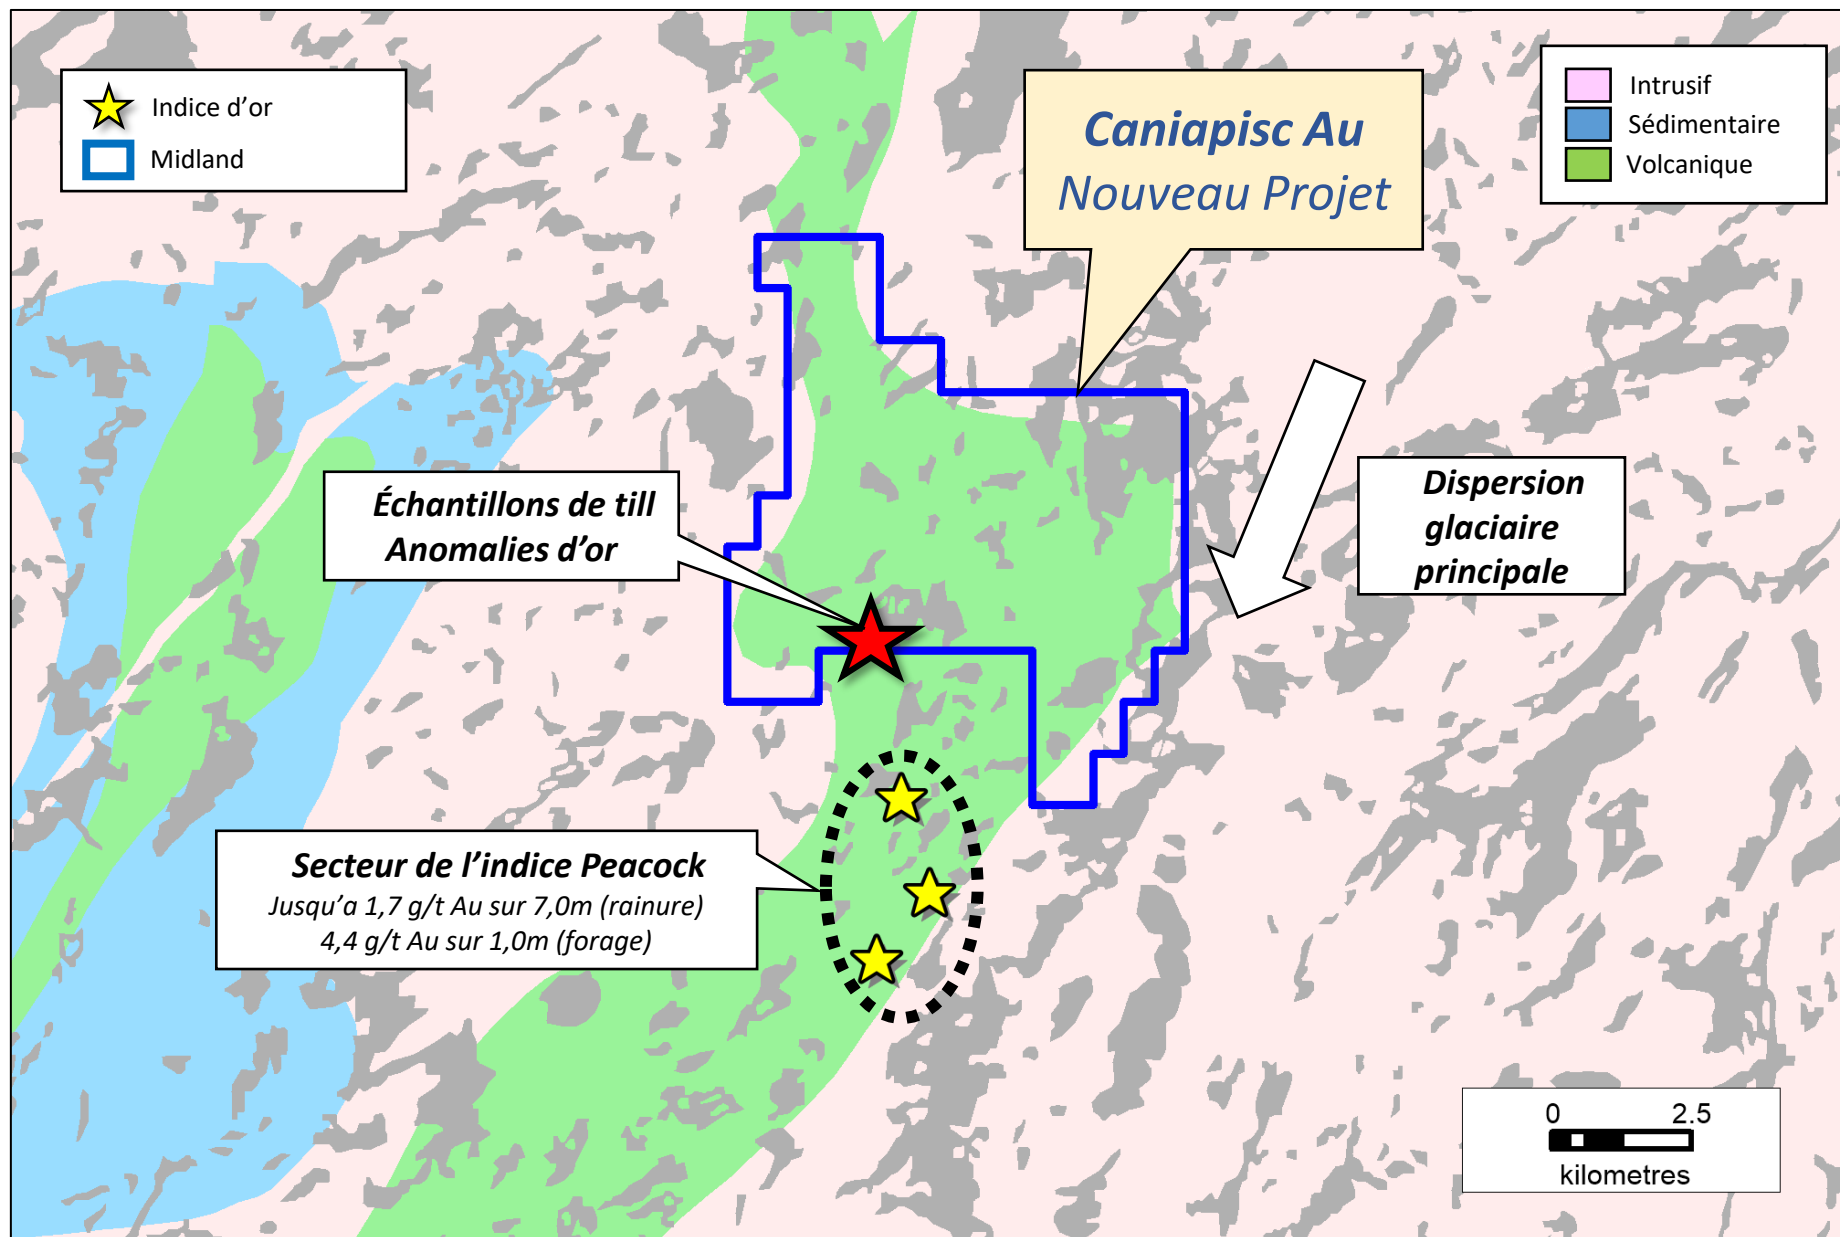 Indice d’or
Midland
Caniapisc Au
Nouveau Projet
Intrusif
Sédimentaire
Volcanique
Échantillons de till
Anomalies d’or
Dispersion
glaciaire
principale
Secteur de l’indice Peacock
Jusqu’a 1,7 g/t Au sur 7,0m (rainure)
4,4 g/t Au sur 1,0m (forage)
0 2.5
kilometres